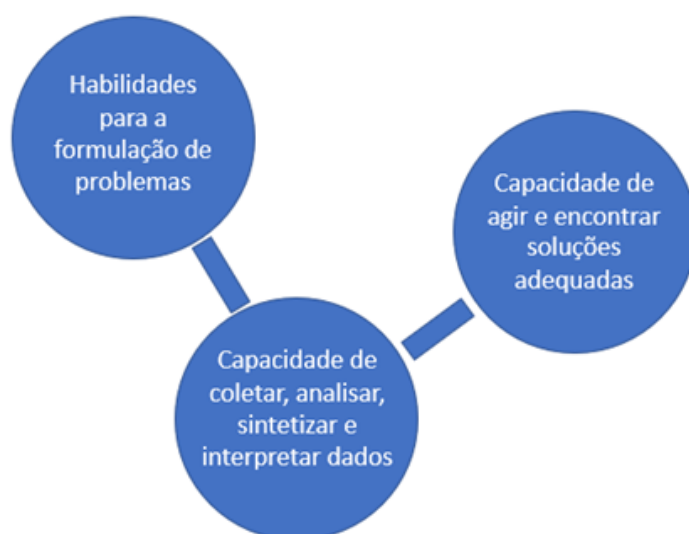 Habilidades
para a
formulação de
problemas
Capacidade de
coletar, analisar,
sintetizar e
interpretar dados
Capacidade de
agir e encontrar
soluções
adequadas